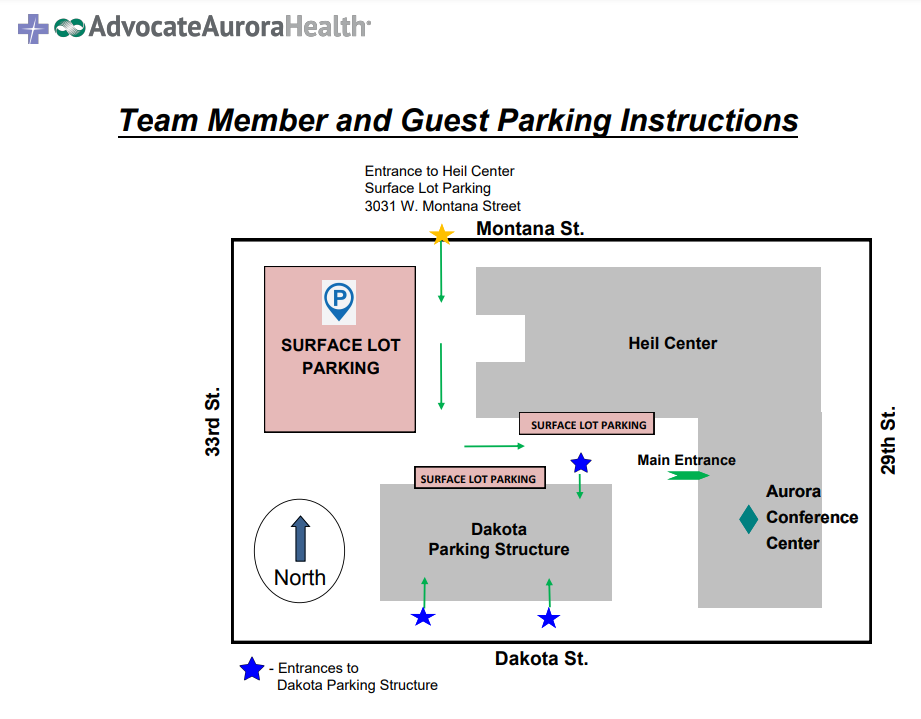 AdvocateAuroraHealth
Team Member and Guest Parking Instructions
Entrance to Heil Center
Surface Lot Parking
3031 W. Montana Street
Montana St.
P
SURFACE LOT
PARKING
Heil Center
33rd St.
29th St.
SURFACE LOT PARKING
Main Entrance
SURFACE LOT PARKING
Aurora
Conference
Center
Dakota
Parking Structure
North
Dakota St.
- Entrances to
Dakota Parking Structure